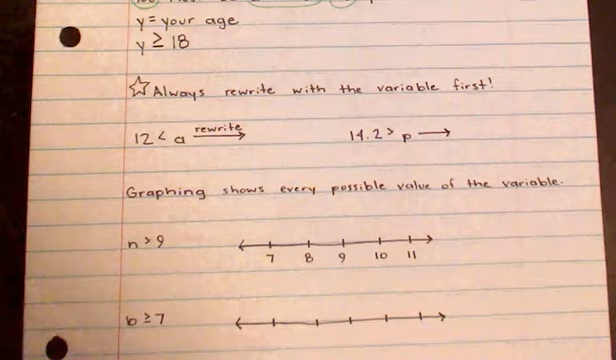 y = your age
y ≥ 18
☆ Always rewrite with the variable first!
12 < a rewrite→ 14.2 > p →
Graphing shows every possible value of the variable.
n > 9
7 8 9 10 11
b ≥ 7